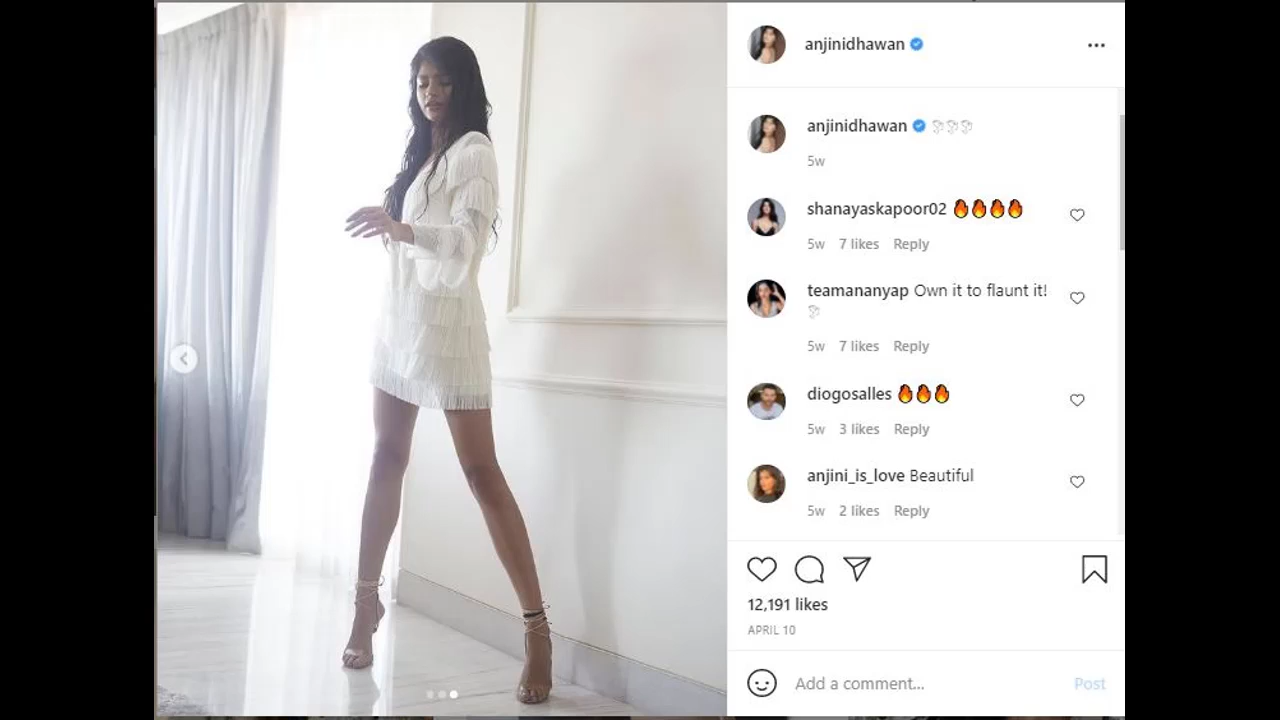 anjinidhawan
anjinidhawan
5w
shanayaskapoor02 🔥🔥🔥🔥
5w 7 likes Reply
teamananyap Own it to flaunt it!
5w 7 likes Reply
diogosalles 🔥🔥🔥
5w 3 likes Reply
anjini_is_love Beautiful
5w 2 likes Reply
12,191 likes
APRIL 10
Add a comment... Post